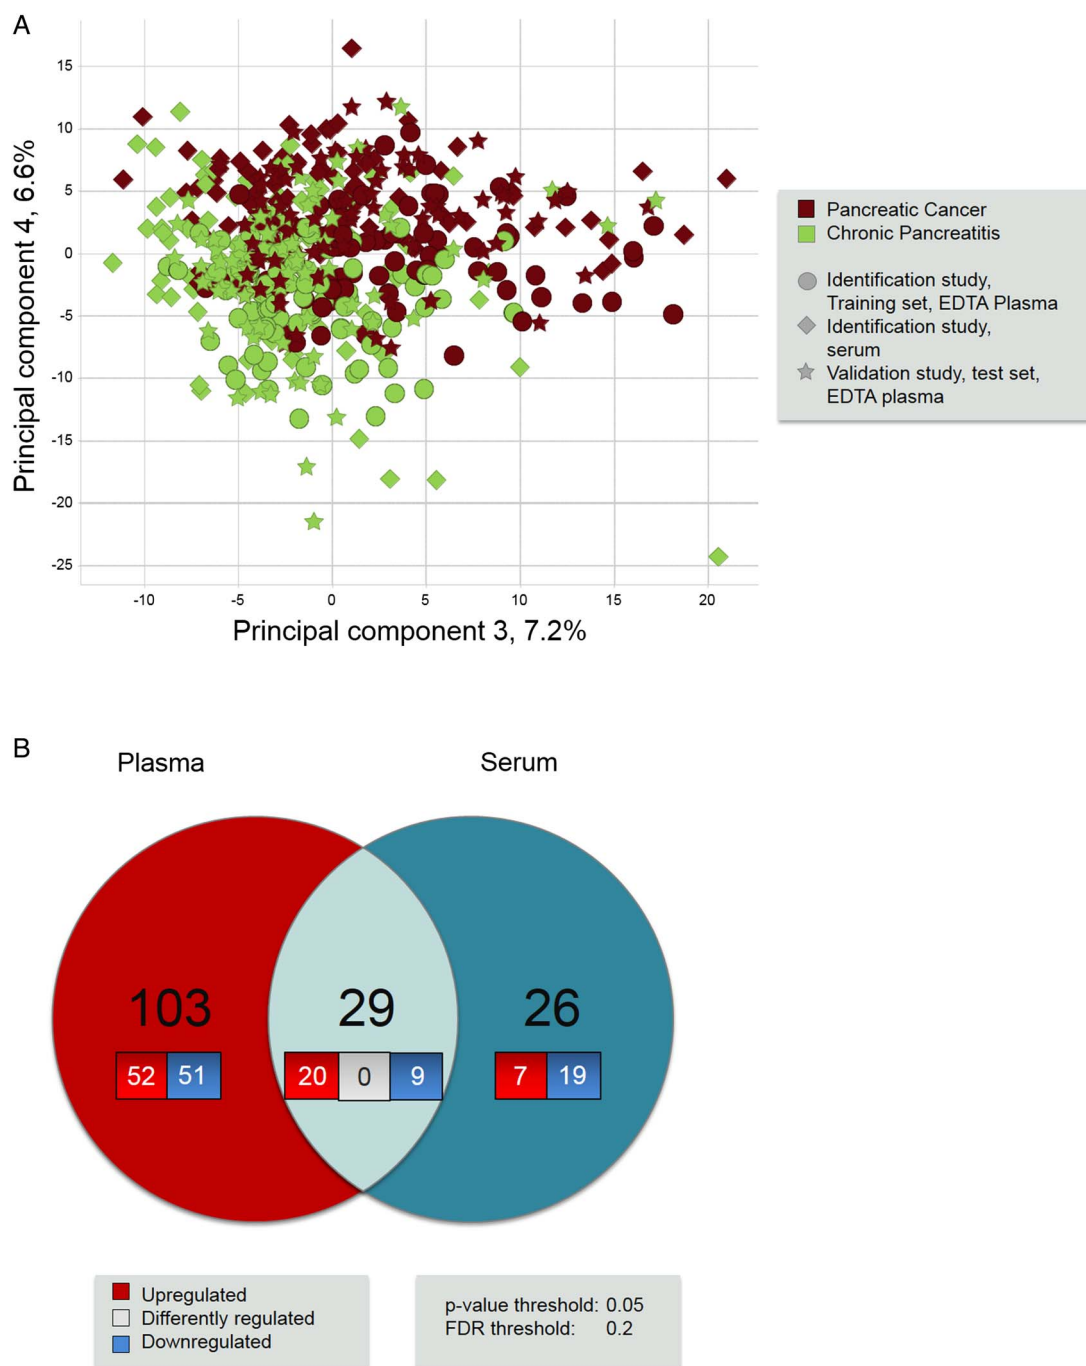 A
Principal component 4, 6.6%
15
10
5
0
-5
-10
-15
-20
-25
-10
-5
0
5
10
15
20
Principal component 3, 7.2%
Pancreatic Cancer
Chronic Pancreatitis
Identification study,
Training set, EDTA Plasma
Identification study,
serum
Validation study, test set,
EDTA plasma
B
Plasma
Serum
103
29
26
52
51
20
0
9
7
19
Upregulated
Differently regulated
Downregulated
p-value threshold: 0.05
FDR threshold: 0.2